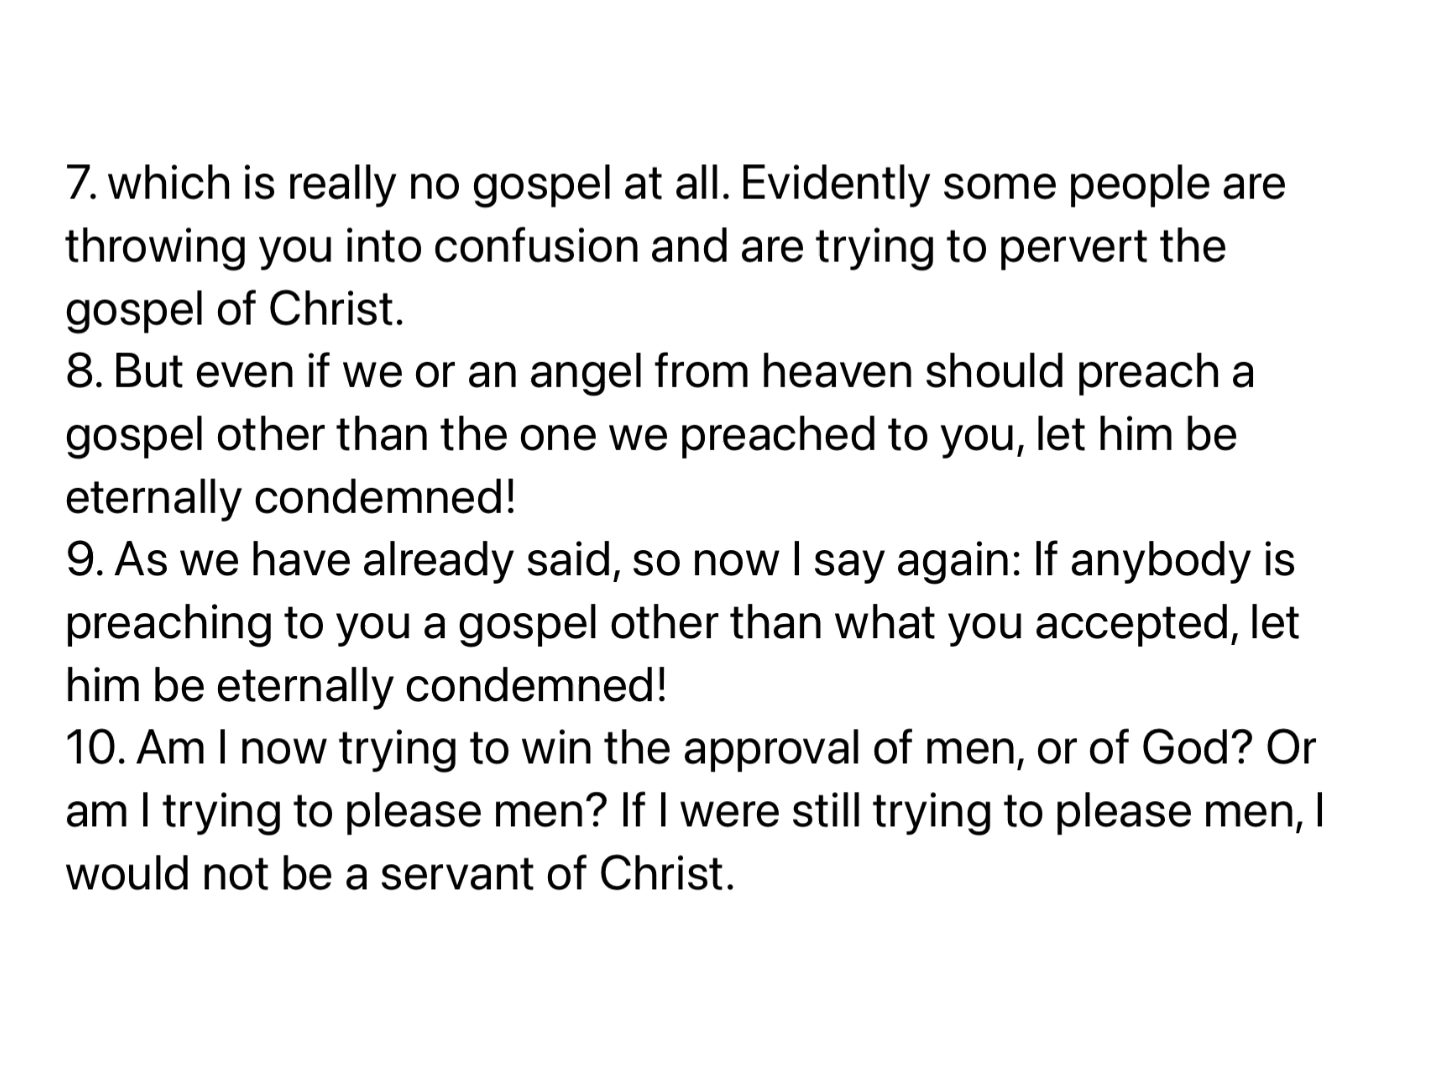 7. which is really no gospel at all. Evidently some people are
throwing you into confusion and are trying to pervert the
gospel of Christ.
8. But even if we or an angel from heaven should preach a
gospel other than the one we preached to you, let him be
eternally condemned!
9. As we have already said, so now I say again: If anybody is
preaching to you a gospel other than what you accepted, let
him be eternally condemned!
10. Am I now trying to win the approval of men, or of God? Or
am I trying to please men? If I were still trying to please men, I
would not be a servant of Christ.